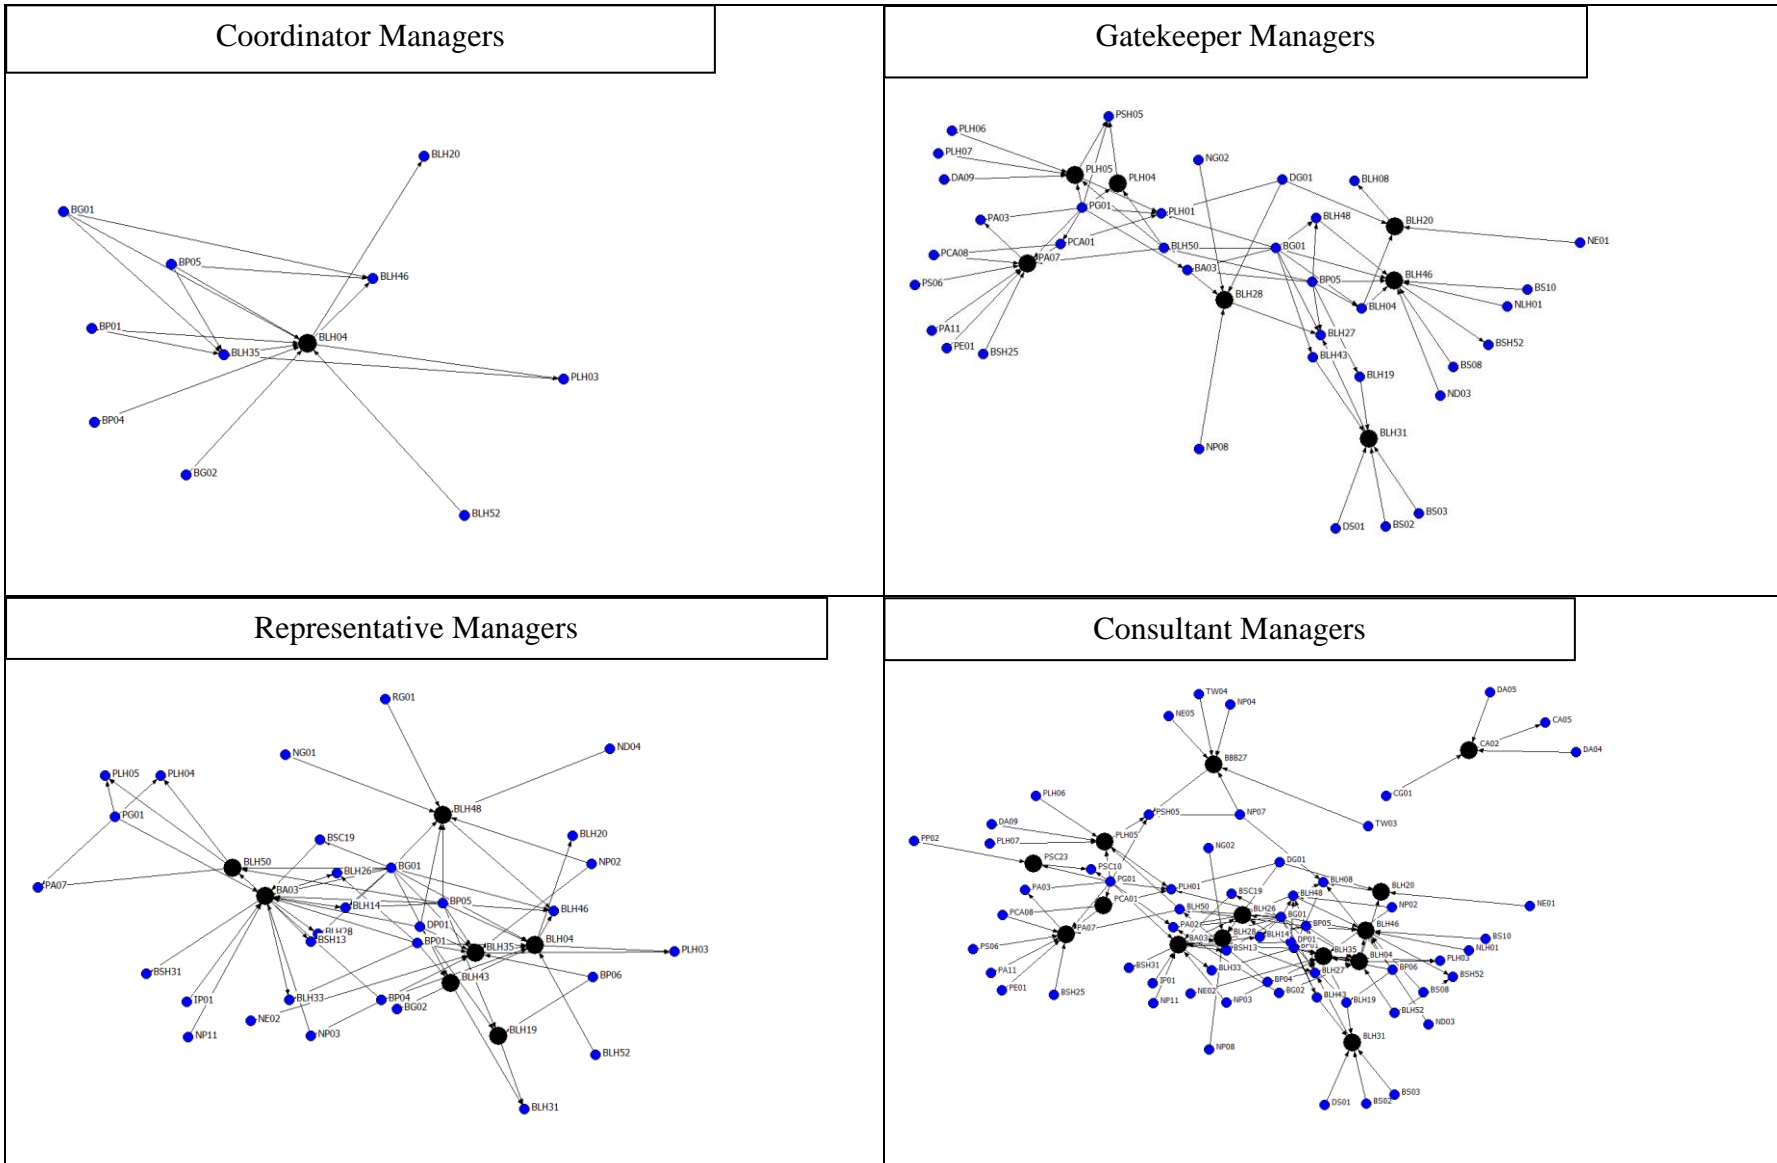 Coordinator Managers
BLH20
BG01
BP05
BLH46
BP01
BLH04
BLH35
PLH03
BP04
BG02
BLH52
Gatekeeper Managers
PSH05
PLH06
PLH07
NG02
PLH05
PLH04
DA09
DG01
BLH08
PG01
PLH01
PA03
BLH48
BLH20
NE01
PCA01
BLH50
BG01
PCA08
PA07
BA03
BP05
BLH46
PS06
BS10
BLH28
BLH04
NLH01
PA11
BLH27
BSH52
PE01
BSH25
BLH43
BS08
BLH19
ND03
BLH31
NP08
BS03
DS01
BS02
Representative Managers
RG01
NG01
ND04
PLH05
PLH04
PG01
BLH48
BSC19
BLH20
NP02
BLH50
BG01
BLH26
PA07
BA03
BP05
BLH14
BLH46
DP01
BLH28
BSH13
BP01
BLH35
BLH04
PLH03
BSH31
BLH43
BP06
IP01
BLH33
BP04
BG02
NE02
NP11
NP03
BLH19
BLH52
BLH31
Consultant Managers
TW04
NP04
NE05
DA05
CA05
CA02
DA04
BBB27
PLH06
CG01
PSH05
NP07
DA09
TW03
PP02
PLH07
PLH05
NG02
PSC23
PSC10
DG01
PG01
PA03
PLH01
BLH08
BLH20
BSC19
BLH48
PCA01
NE01
PCA08
BLH50
BLH26
BG01
NP02
PA02
BP05
BLH46
PA07
BLH28
BLH14
DP01
BS10
PS06
BA03
BSH13
BP01
BLH35
NLH01
BLH04
PLH03
PA11
BSH31
BLH33
BLH27
BP06
BSH52
IP01
BP04
PE01
BSH25
NE02
BG02
BLH43
BS08
NP11
NP03
BLH19
BLH52
ND03
BLH31
NP08
BS03
DS01
BS02